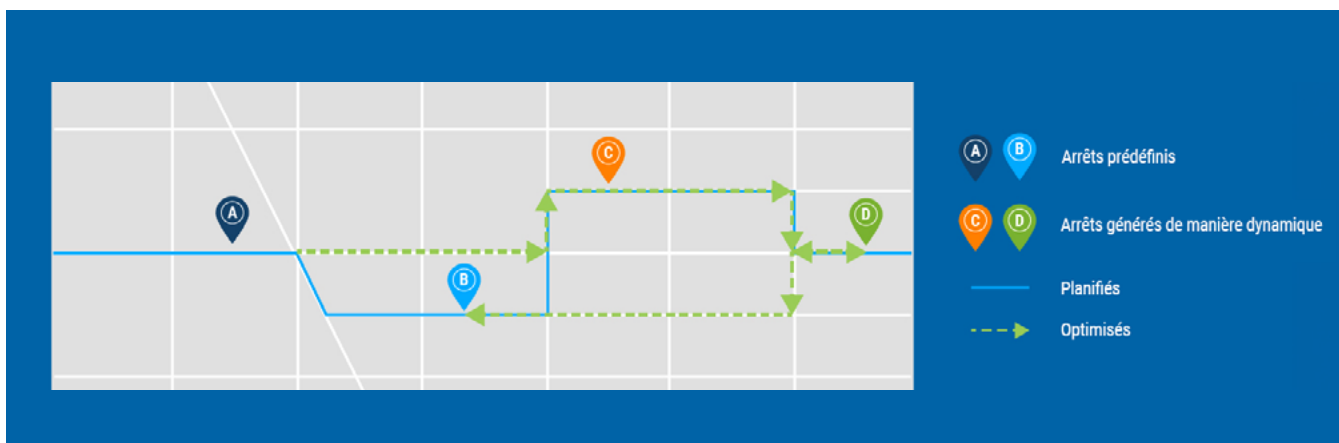 A
B
C
D
A B Arrêts prédéfinis
C D Arrêts générés de manière dynamique
Planifiés
Optimisés